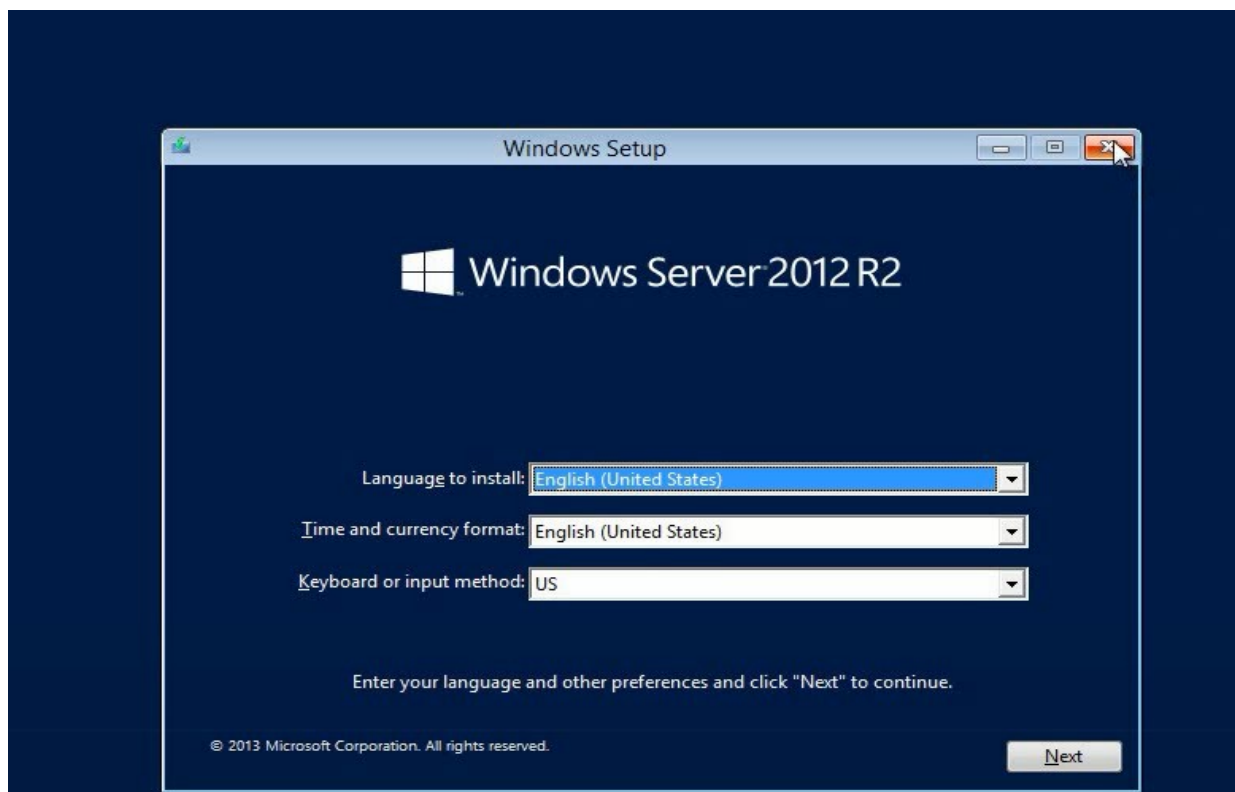 Windows Setup
Windows Server 2012 R2
Language to install: English (United States)
Time and currency format: English (United States)
Keyboard or input method: US
Enter your language and other preferences and click "Next" to continue.
© 2013 Microsoft Corporation. All rights reserved.
Next